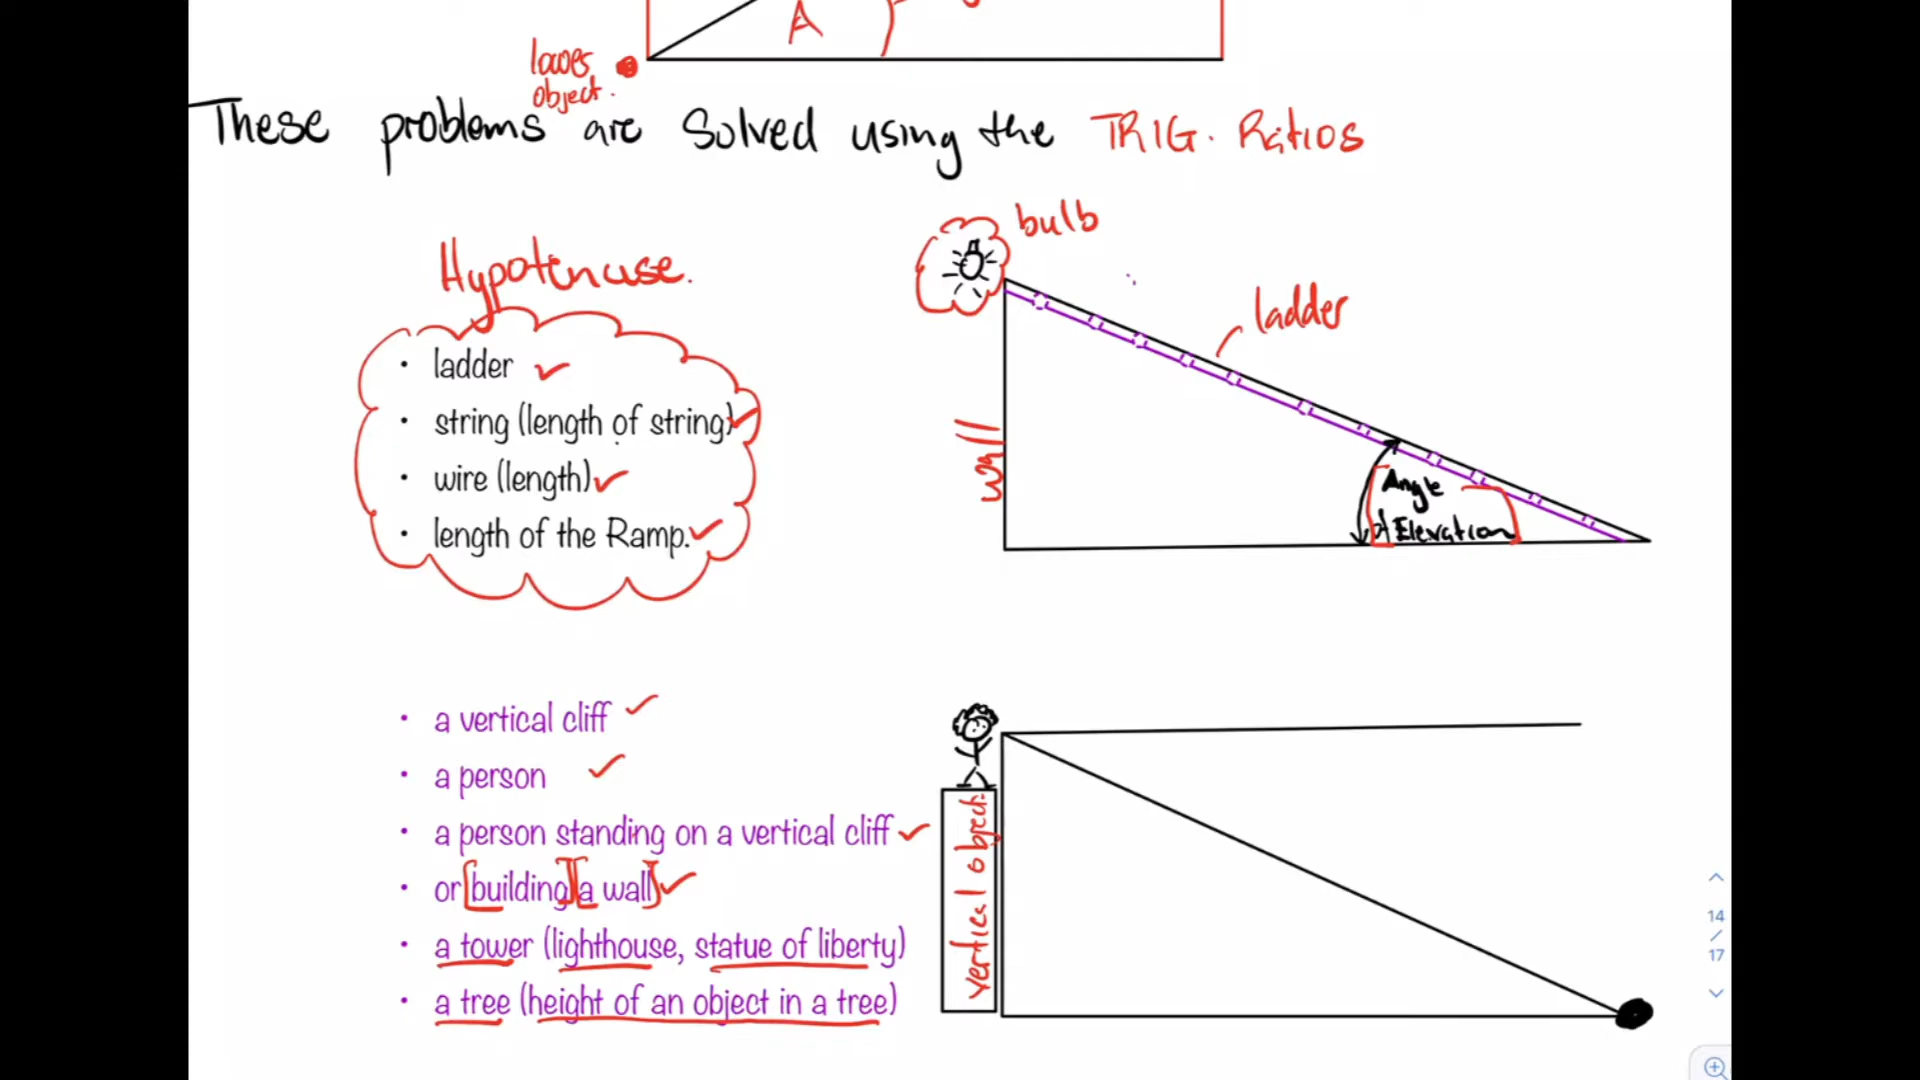 A
lower
object.
These problems are Solved using the TRIG. Ratios
bulb
Hypotenuse.
ladder
• ladder
• string (length of string)
• wire (length)
• length of the Ramp.
wall
Angle
of Elevation
• a vertical cliff
• a person
• a person standing on a vertical cliff
• or building a wall
• a tower (lighthouse, statue of liberty)
• a tree (height of an object in a tree)
vertical object
14
/
17